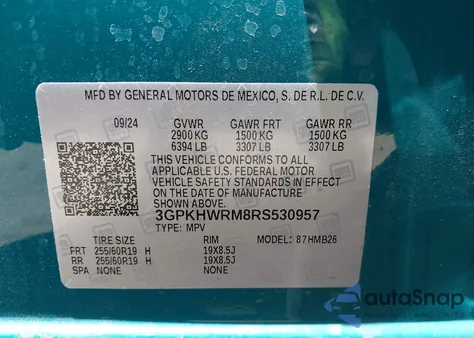 MFD BY GENERAL MOTORS DE MEXICO, S. DE R.L. DE C.V.
09/24 GVWR GAWR FRT GAWR RR
2900 KG 1500 KG 1500 KG
6394 LB 3307 LB 3307 LB
THIS VEHICLE CONFORMS TO ALL
APPLICABLE U.S. FEDERAL MOTOR
VEHICLE SAFETY STANDARDS IN EFFECT
ON THE DATE OF MANUFACTURE
SHOWN ABOVE.
3GPKHWRM8RS530957
TYPE: MPV
TIRE SIZE RIM MODEL: 87HMB26
FRT 255/60R19 H 19X8.5J
RR 255/60R19 H 19X8.5J
SPA NONE NONE
autoSnap